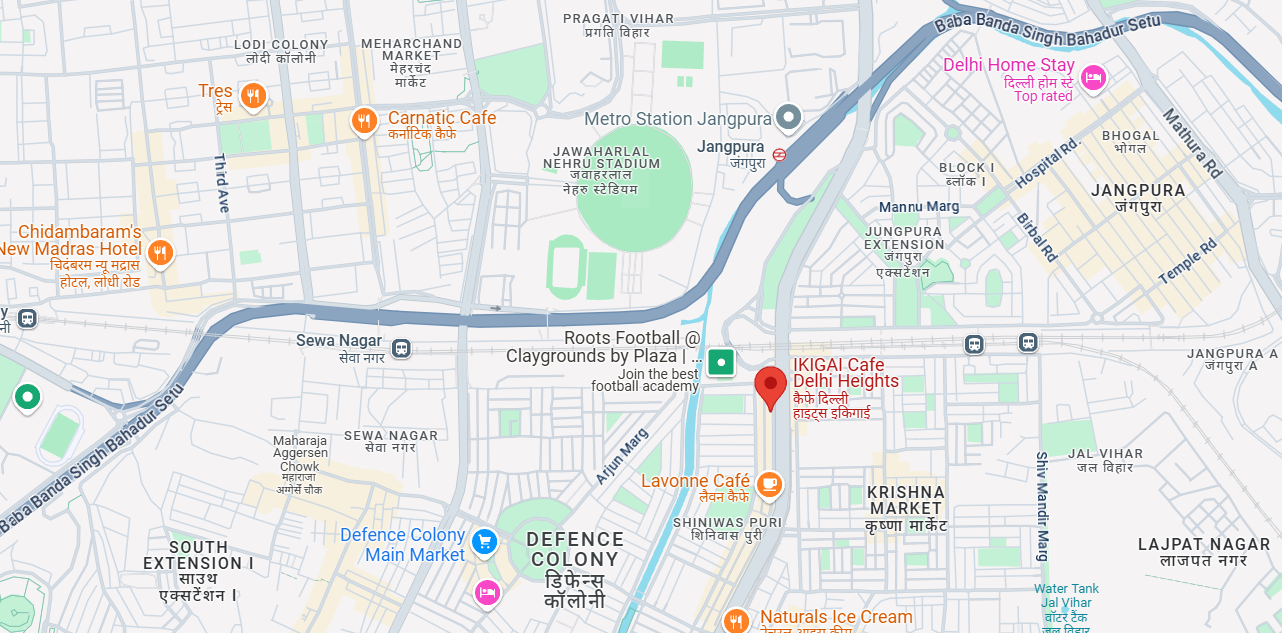 PRAGATI VIHAR
प्रगति विहार
Baba Banda Singh Bahadur Setu
LODI COLONY
लोदी कॉलोनी
MEHARCHAND
MARKET
मेहरचंद
मार्केट
Delhi Home Stay
दिल्ली होम स्टे
Top rated
Tres
ट्रेस
Carnatic Cafe
कर्नाटिक कैफ़े
Metro Station Jangpura
Jangpura
जंगपुरा
Mathura Rd
BHOGAL
भोगल
JAWAHARLAL
NEHRU STADIUM
जवाहरलाल
नेहरु स्टेडियम
Third Ave
BLOCK I
ब्लॉक I
Hospital Rd
JANGPURA
जंगपुरा
Mannu Marg
Birbal Rd
JUNGPURA
EXTENSION
जंगपुरा
एक्सटेंशन
Temple Rd
Chidambaram's
New Madras Hotel
चिदंबरम न्यू मद्रास
होटल, लोधी रोड
Sewa Nagar
सेवा नगर
Roots Football @
Claygrounds by Plaza | ...
Join the best
football academy
JANGPURA A
जंगपुरा A
IKIGAI Cafe
Delhi Heights
कैफे दिल्ली
हाइट्स इकिगाई
Baba Banda Singh Bahadur Setu
Maharaja
Aggersen
Chowk
महाराजा
अग्गेर्से चौक
SEWA NAGAR
सेवा नगर
Arjun Marg
Lavonne Café
लैवन कैफे
JAL VIHAR
जल विहार
Shiv Mandir Marg
KRISHNA
MARKET
कृष्णा मार्केट
SHINIWAS PURI
शिनिवास पुरी
Defence Colony
Main Market
DEFENCE
COLONY
डिफेन्स
कॉलोनी
SOUTH
EXTENSION I
साउथ
एक्सटेंशन I
LAJPAT NAGAR
लाजपत नगर
Water Tank
Jal Vihar
वॉटर टैंक
जल विहार
Naturals Ice Cream